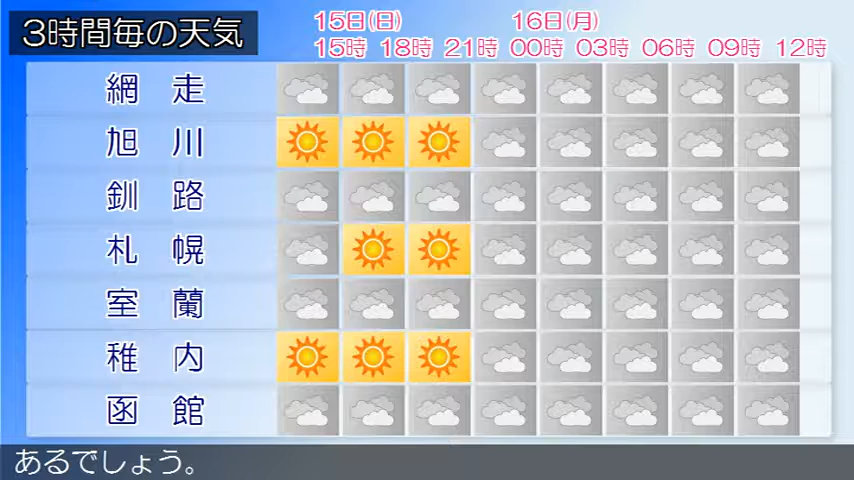 3時間毎の天気
15日(日) 16日(月)
15時 18時 21時 00時 03時 06時 09時 12時
網走
旭川
釧路
札幌
室蘭
稚内
函館
あるでしょう。